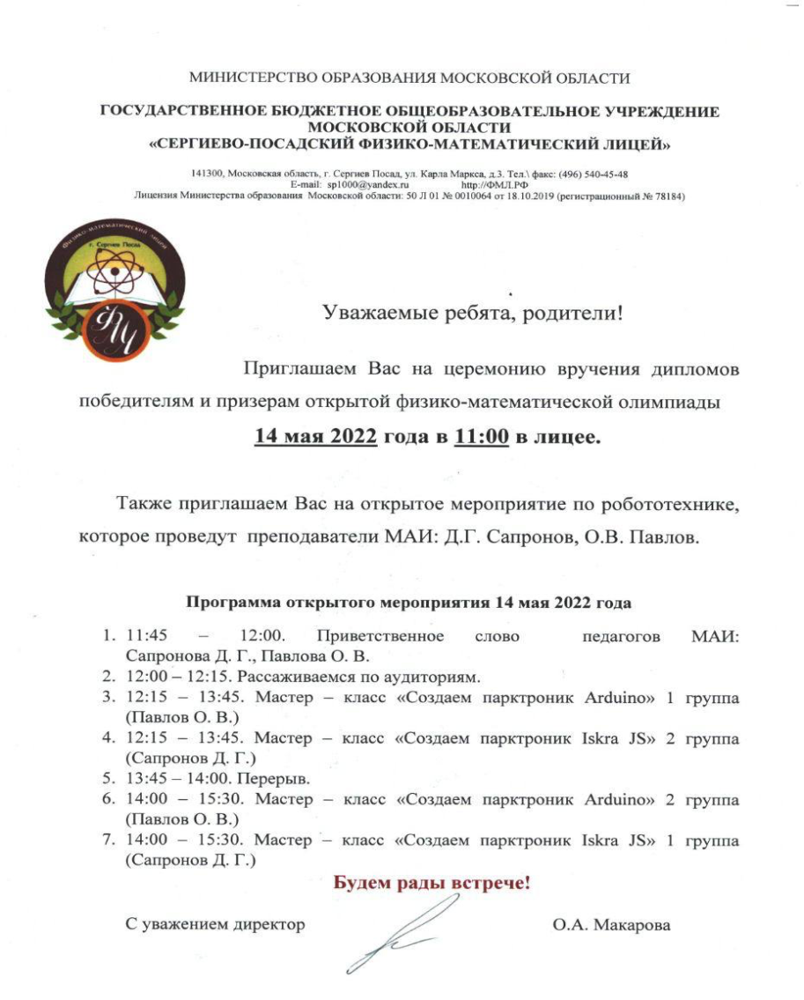 МИНИСТЕРСТВО ОБРАЗОВАНИЯ МОСКОВСКОЙ ОБЛАСТИ
ГОСУДАРСТВЕННОЕ БЮДЖЕТНОЕ ОБЩЕОБРАЗОВАТЕЛЬНОЕ УЧРЕЖДЕНИЕ
МОСКОВСКОЙ ОБЛАСТИ
«СЕРГИЕВО-ПОСАДСКИЙ ФИЗИКО-МАТЕМАТИЧЕСКИЙ ЛИЦЕЙ»
141300, Московская область, г. Сергиев Посад, ул. Карла Маркса, д.3. Тел.\ факс: (496) 540-45-48
E-mail: sp1000@yandex.ru http://ФМЛ.РФ
Лицензия Министерства образования Московской области: 50 Л 01 № 0010064 от 18.10.2019 (регистрационный № 78184)
Физико-математический лицей
г. Сергиев Посад
ФМЛ
Уважаемые ребята, родители!
Приглашаем Вас на церемонию вручения дипломов
победителям и призерам открытой физико-математической олимпиады
14 мая 2022 года в 11:00 в лицее.
Также приглашаем Вас на открытое мероприятие по робототехнике,
которое проведут преподаватели МАИ: Д.Г. Сапронов, О.В. Павлов.
Программа открытого мероприятия 14 мая 2022 года
1. 11:45 – 12:00. Приветственное слово педагогов МАИ:
Сапронова Д. Г., Павлова О. В.
2. 12:00 – 12:15. Рассаживаемся по аудиториям.
3. 12:15 – 13:45. Мастер – класс «Создаем парктроник Arduino» 1 группа
(Павлов О. В.)
4. 12:15 – 13:45. Мастер – класс «Создаем парктроник Iskra JS» 2 группа
(Сапронов Д. Г.)
5. 13:45 – 14:00. Перерыв.
6. 14:00 – 15:30. Мастер – класс «Создаем парктроник Arduino» 2 группа
(Павлов О. В.)
7. 14:00 – 15:30. Мастер – класс «Создаем парктроник Iskra JS» 1 группа
(Сапронов Д. Г.)
Будем рады встрече!
С уважением директор О.А. Макарова